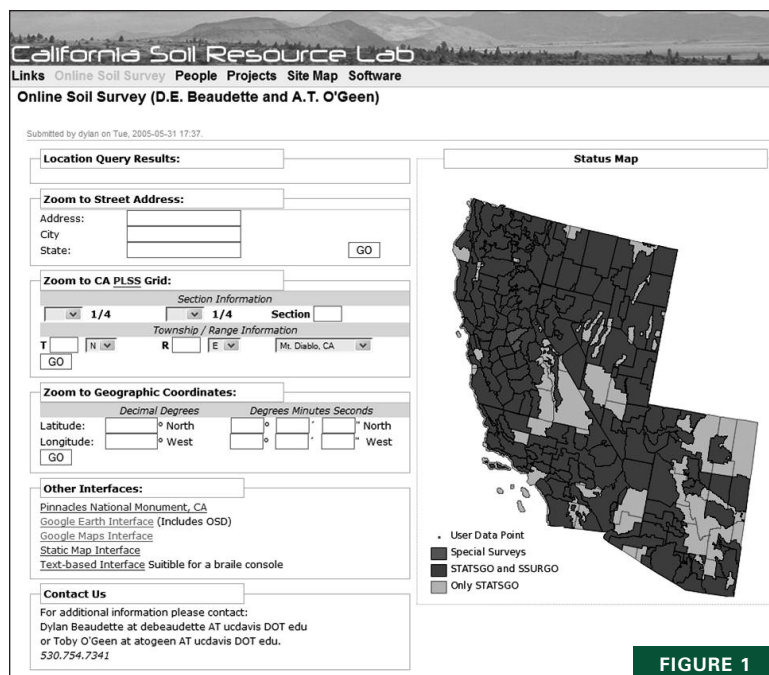 California Soil Resource Lab
Links Online Soil Survey People Projects Site Map Software
Online Soil Survey (D.E. Beaudette and A.T. O'Geen)
Submitted by dylan on Tue, 2005-05-31 17:37.
Location Query Results:
Zoom to Street Address:
Address:
City
State:
GO
Zoom to CA PLSS Grid:
Section Information
1/4 1/4 Section
Township / Range Information
T N R E Mt. Diablo, CA
GO
Zoom to Geographic Coordinates:
Decimal Degrees Degrees Minutes Seconds
Latitude: ° North ° ' " North
Longitude: ° West ° ' " West
GO
Other Interfaces:
Pinnacles National Monument, CA
Google Earth Interface (Includes OSD)
Google Maps Interface
Static Map Interface
Text-based Interface Suitible for a braile console
Contact Us
For additional information please contact:
Dylan Beaudette at debeaudette AT ucdavis DOT edu
or Toby O'Geen at atogeen AT ucdavis DOT edu.
530.754.7341
Status Map
User Data Point
Special Surveys
STATSGO and SSURGO
Only STATSGO
FIGURE 1